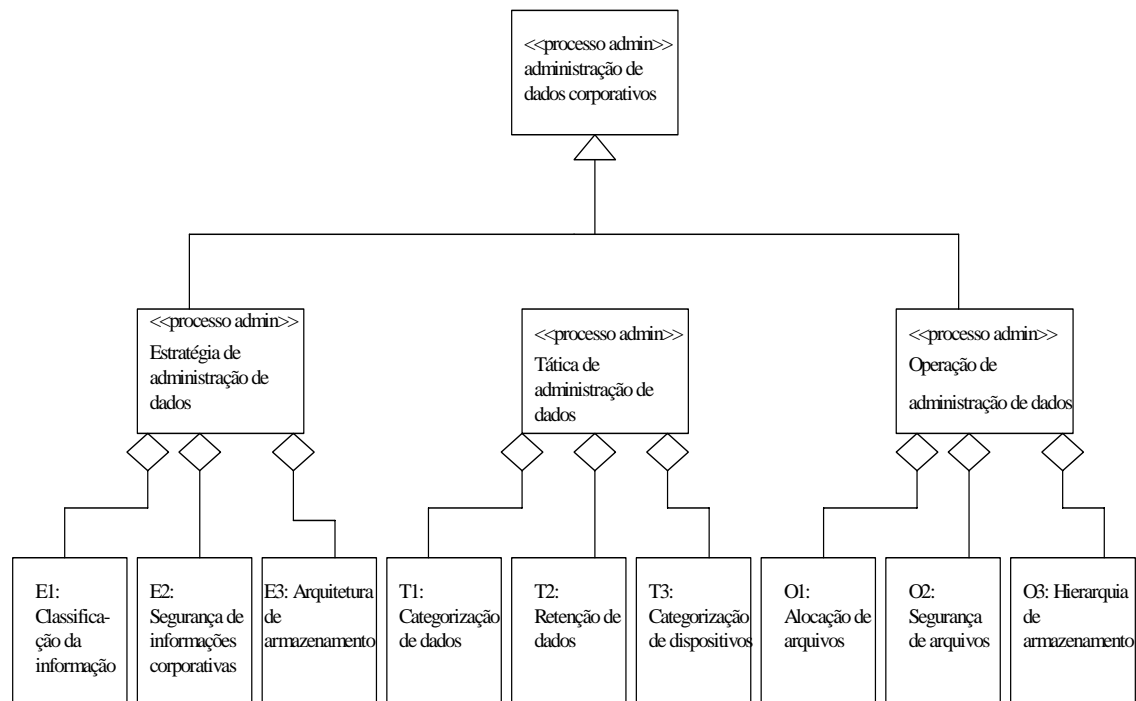 <<processo admin>>
administração de
dados corporativos
<<processo admin>>
Estratégia de
administração de
dados
<<processo admin>>
Tática de
administração de
dados
<<processo admin>>
Operação de
administração de dados
E1:
Classifica-
ção da
informação
E2:
Segurança de
informações
corporativas
E3: Arquitetura
de
armazenamento
T1:
Categorização
de dados
T2:
Retenção de
dados
T3:
Categorização
de dispositivos
O1:
Alocação de
arquivos
O2:
Segurança
de arquivos
O3: Hierarquia
de
armazenamento